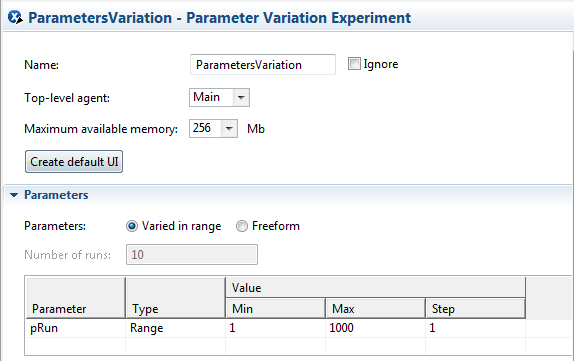 ParametersVariation - Parameter Variation Experiment
Name: ParametersVariation Ignore
Top-level agent: Main
Maximum available memory: 256 Mb
Create default UI
Parameters
Parameters: Varied in range Freeform
Number of runs: 10
Value
Parameter Type Min Max Step
pRun Range 1 1000 1